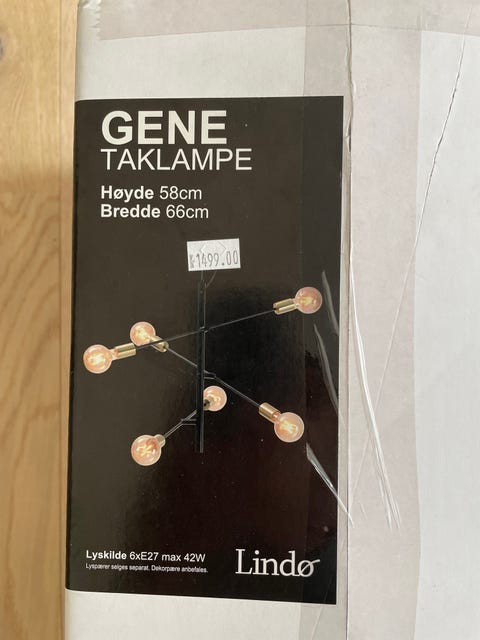 GENE
TAKLAMPE
Høyde 58cm
Bredde 66cm
1499.00
Lyskilde 6xE27 max 42W
Lyspærer selges separat. Dekorpære anbefales.
Lindø